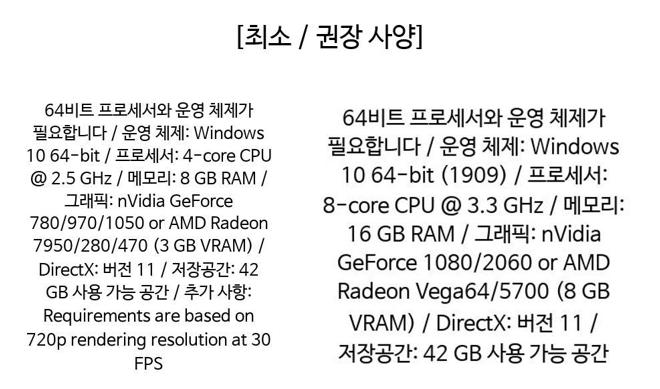 [최소 / 권장 사양]
64비트 프로세서와 운영 체제가
필요합니다 / 운영 체제: Windows
10 64-bit / 프로세서: 4-core CPU
@ 2.5 GHz / 메모리: 8 GB RAM /
그래픽: nVidia GeForce
780/970/1050 or AMD Radeon
7950/280/470 (3 GB VRAM) /
DirectX: 버전 11 / 저장공간: 42
GB 사용 가능 공간 / 추가 사항:
Requirements are based on
720p rendering resolution at 30
FPS
64비트 프로세서와 운영 체제가
필요합니다 / 운영 체제: Windows
10 64-bit (1909) / 프로세서:
8-core CPU @ 3.3 GHz / 메모리:
16 GB RAM / 그래픽: nVidia
GeForce 1080/2060 or AMD
Radeon Vega64/5700 (8 GB
VRAM) / DirectX: 버전 11 /
저장공간: 42 GB 사용 가능 공간